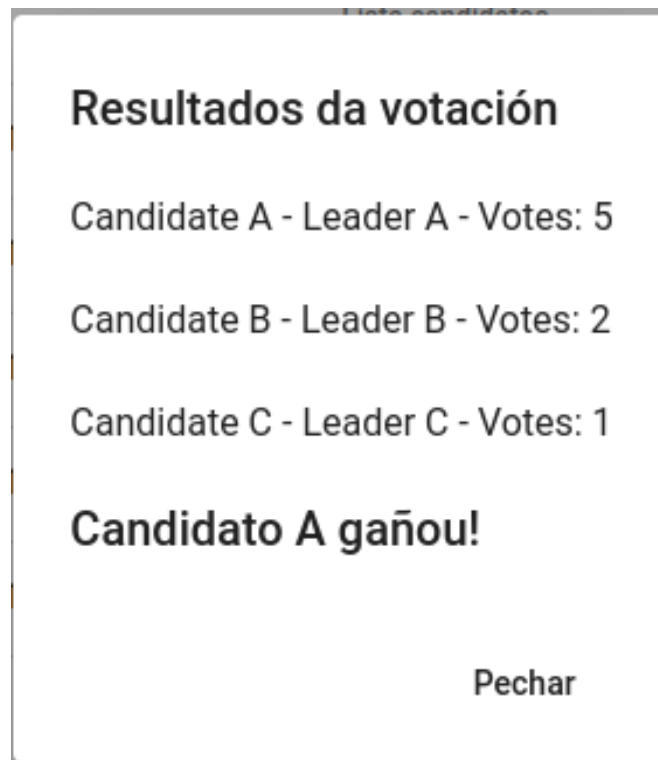 Resultados da votación
Candidate A - Leader A - Votes: 5
Candidate B - Leader B - Votes: 2
Candidate C - Leader C - Votes: 1
Candidato A gañou!
Pechar